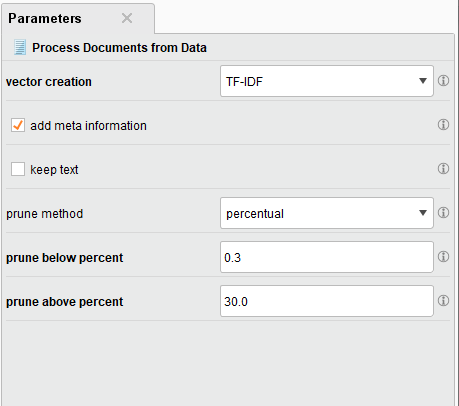 Parameters
Process Documents from Data
vector creation TF-IDF
add meta information
keep text
prune method percentual
prune below percent 0.3
prune above percent 30.0